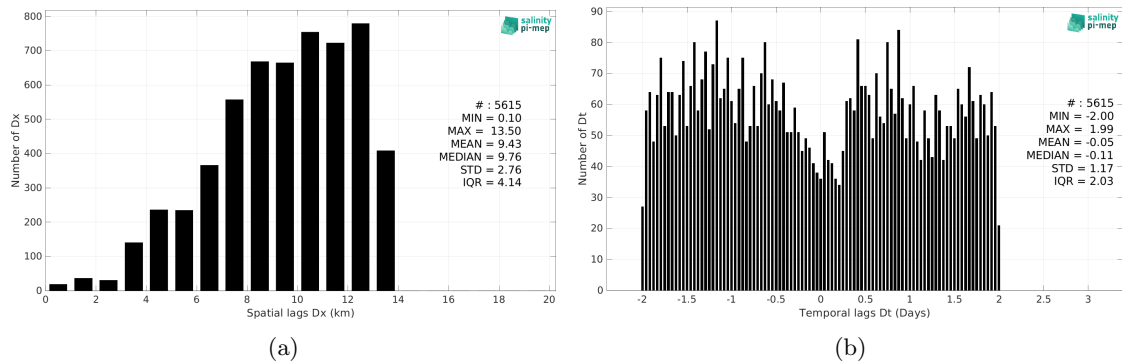 800
700
600
500
400
300
200
100
0
Number of Dx
0 2 4 6 8 10 12 14 16 18 20
Spatial lags Dx (km)
salinity
pi-mep
# : 5615
MIN = 0.10
MAX = 13.50
MEAN = 9.43
MEDIAN = 9.76
STD = 2.76
IQR = 4.14
(a)
90
80
70
60
50
40
30
20
10
0
Number of Dt
-2 -1.5 -1 -0.5 0 0.5 1 1.5 2 2.5 3
Temporal lags Dt (Days)
salinity
pi-mep
# : 5615
MIN = -2.00
MAX = 1.99
MEAN = -0.05
MEDIAN = -0.11
STD = 1.17
IQR = 2.03
(b)